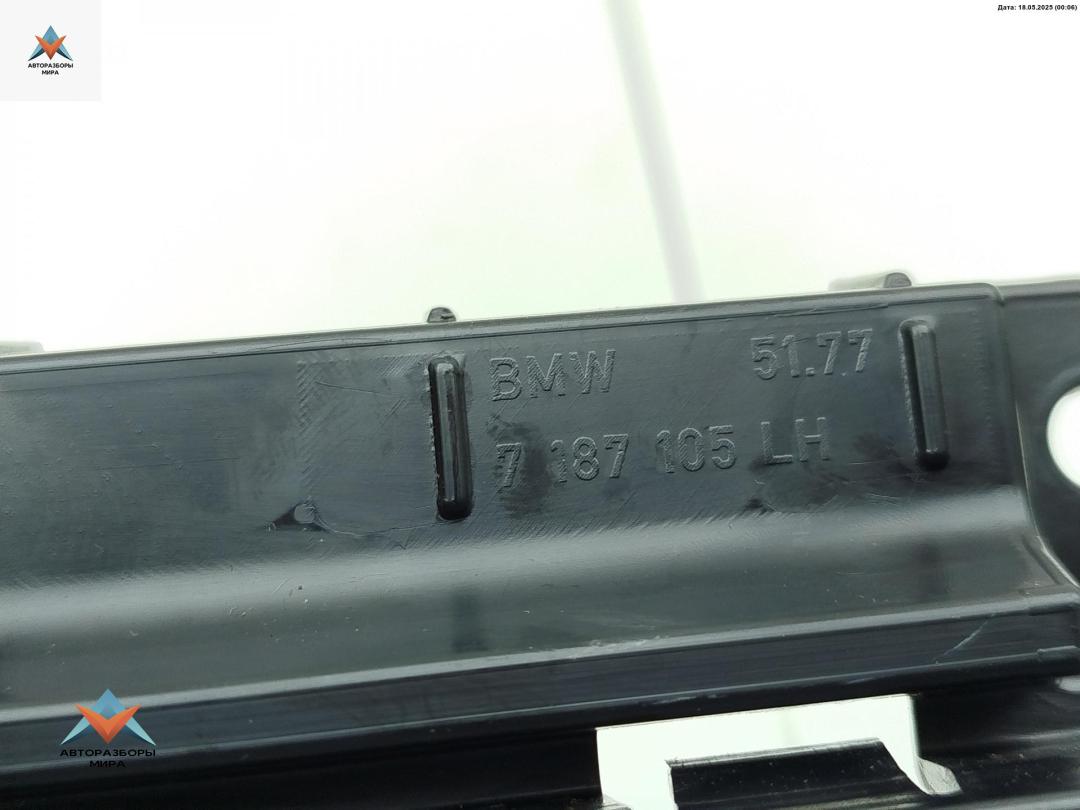 Дата: 18.05.2025 (00:06)
АВТОРАЗБОРЫ
МИРА
BMW 51.77
7 187 105 LH
АВТОРАЗБОРЫ
МИРА